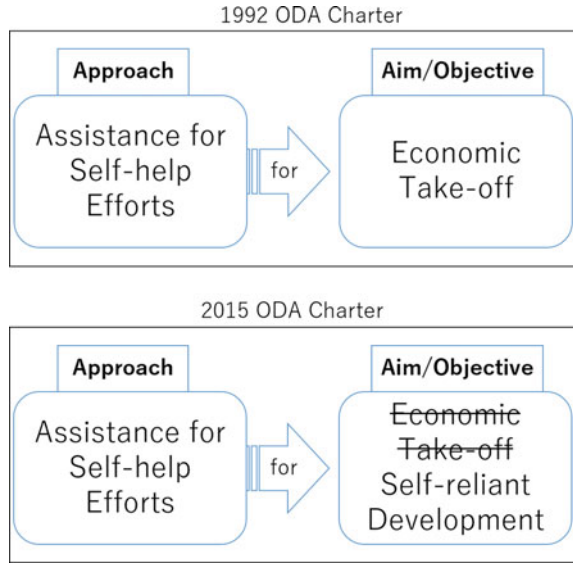 1992 ODA Charter
Approach
Assistance for
Self-help
Efforts
for
Aim/Objective
Economic
Take-off
2015 ODA Charter
Approach
Assistance for
Self-help
Efforts
for
Aim/Objective
Economic
Take-off
Self-reliant
Development